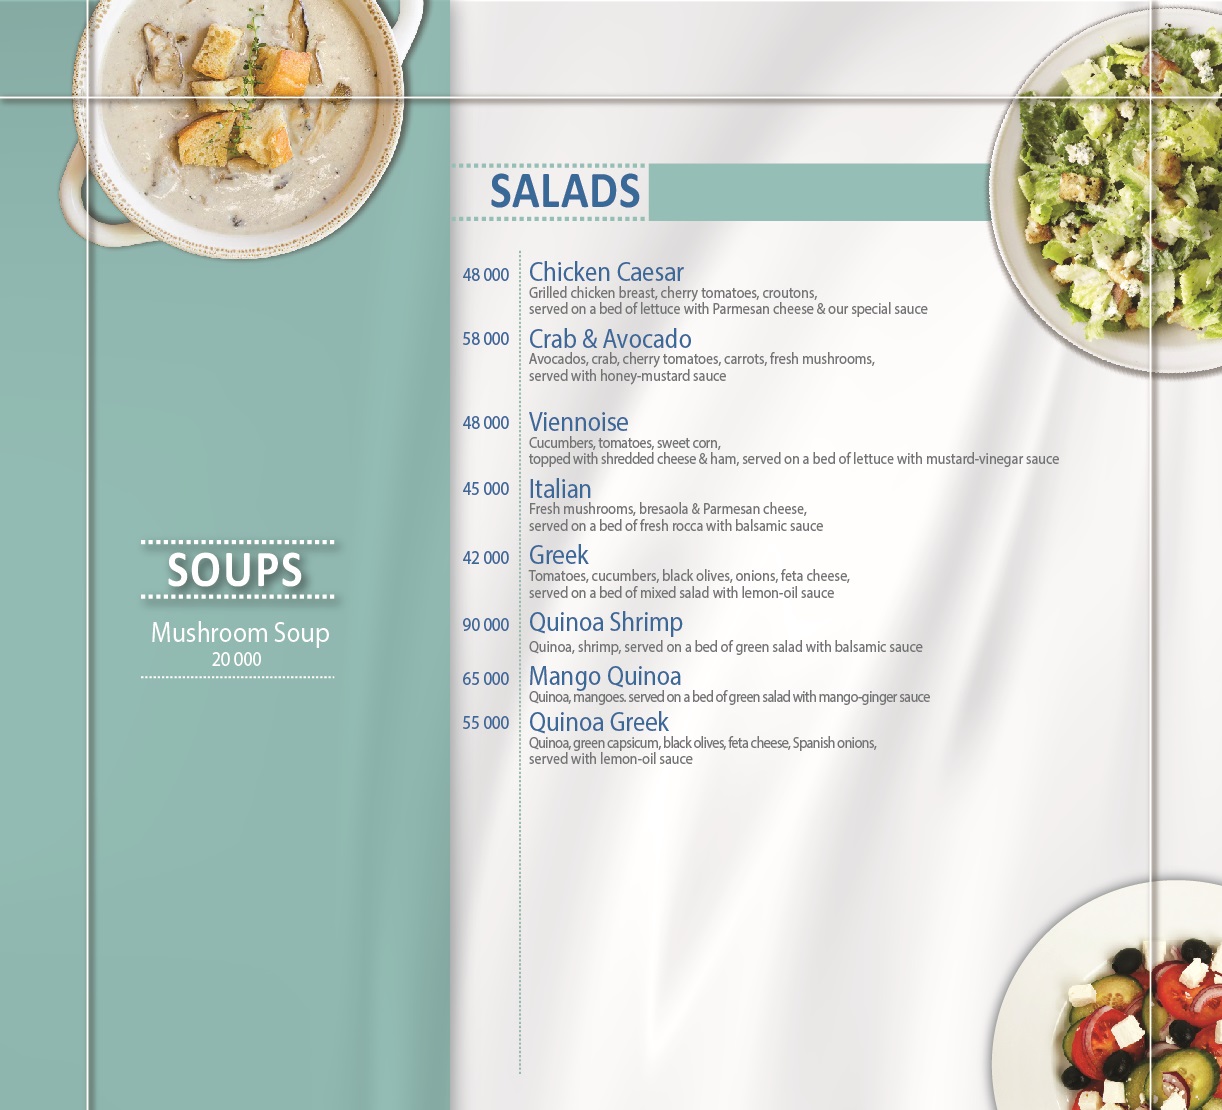 SOUPS
Mushroom Soup
20 000
SALADS
48 000 Chicken Caesar
Grilled chicken breast, cherry tomatoes, croutons,
served on a bed of lettuce with Parmesan cheese & our special sauce
58 000 Crab & Avocado
Avocados, crab, cherry tomatoes, carrots, fresh mushrooms,
served with honey-mustard sauce
48 000 Viennoise
Cucumbers, tomatoes, sweet corn,
topped with shredded cheese & ham, served on a bed of lettuce with mustard-vinegar sauce
45 000 Italian
Fresh mushrooms, bresaola & Parmesan cheese,
served on a bed of fresh rocca with balsamic sauce
42 000 Greek
Tomatoes, cucumbers, black olives, onions, feta cheese,
served on a bed of mixed salad with lemon-oil sauce
90 000 Quinoa Shrimp
Quinoa, shrimp, served on a bed of green salad with balsamic sauce
65 000 Mango Quinoa
Quinoa, mangoes. served on a bed of green salad with mango-ginger sauce
55 000 Quinoa Greek
Quinoa, green capsicum, black olives, feta cheese, Spanish onions,
served with lemon-oil sauce